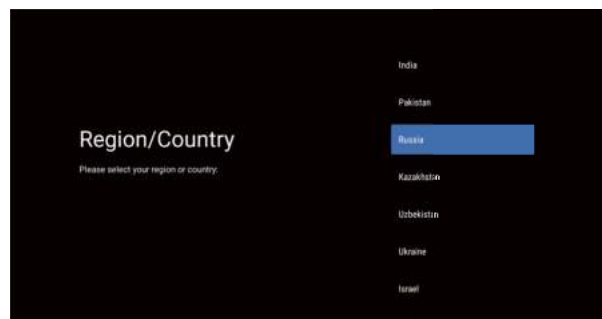 Region/Country
Please select your region or country.
India
Pakistan
Russia
Kazakhstan
Uzbekistan
Ukraine
Israel